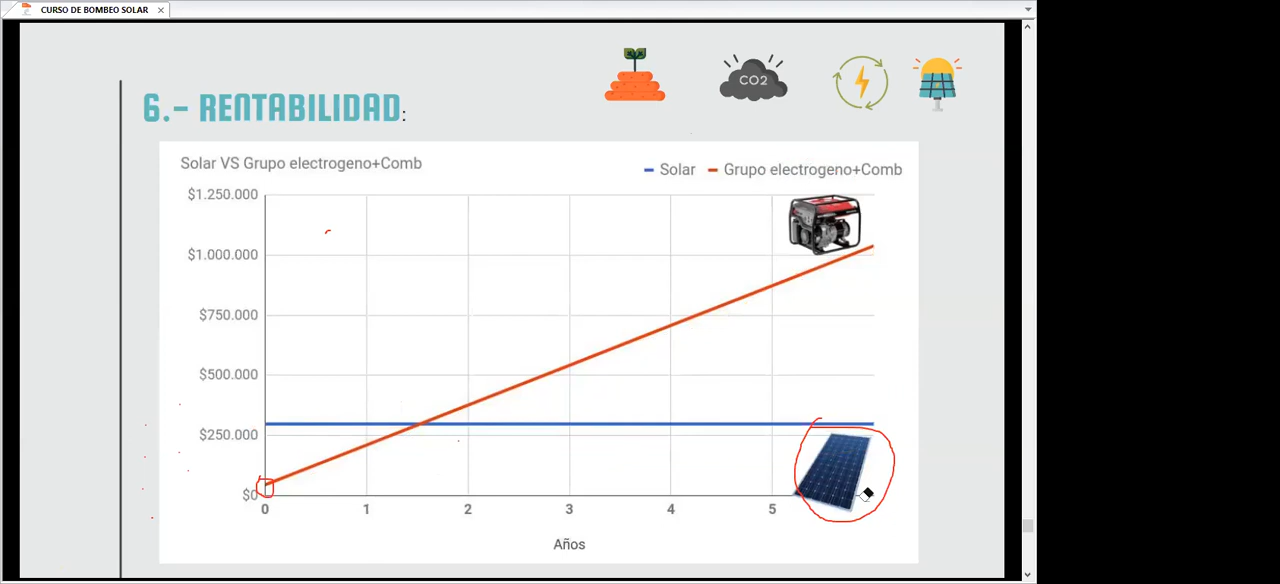 CURSO DE BOMBEO SOLAR
CO2
6.- RENTABILIDAD:
Solar VS Grupo electrogeno+Comb
Solar
Grupo electrogeno+Comb
$1.250.000
$1.000.000
$750.000
$500.000
$250.000
$0
0 1 2 3 4 5
Años